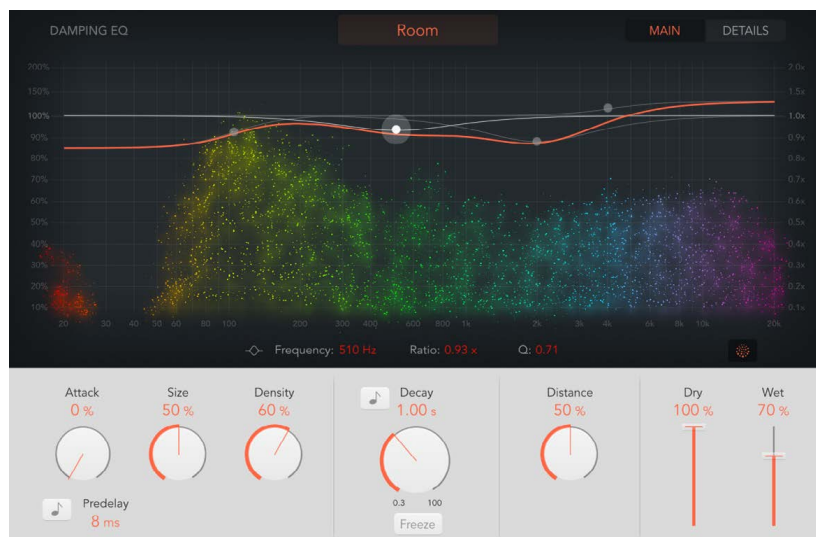 DAMPING EQ
Room
MAIN DETAILS
200% 2.0x
150% 1.5x
100% 1.0x
90% 0.9x
80% 0.8x
70% 0.7x
60% 0.6x
50% 0.5x
40% 0.4x
30% 0.3x
20% 0.2x
10% 0.1x
20 30 40 50 60 80 100 200 300 400 600 800 1k 2k 3k 4k 6k 8k 10k 20k
Frequency: 510 Hz Ratio: 0.93 x Q: 0.71
Attack Size Density Decay Distance Dry Wet
0 % 50 % 60 % 1.00 s 50 % 100 % 70 %
0.3 100
Predelay
8 ms
Freeze